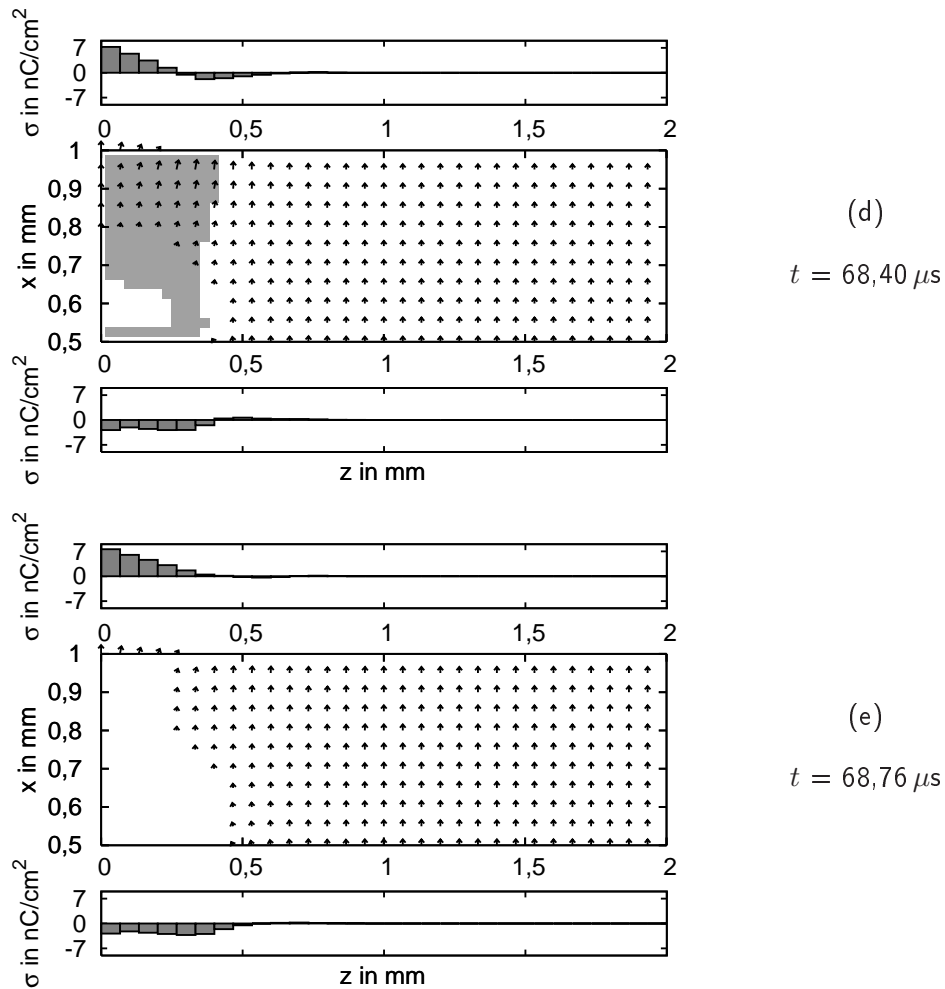 σ in nC/cm²
7
0
-7
0 0,5 1 1,5 2
x in mm
1
0,9
0,8
0,7
0,6
0,5
0 0,5 1 1,5 2
(d)
t = 68,40 μs
σ in nC/cm²
7
0
-7
z in mm
σ in nC/cm²
7
0
-7
0 0,5 1 1,5 2
x in mm
1
0,9
0,8
0,7
0,6
0,5
0 0,5 1 1,5 2
(e)
t = 68,76 μs
σ in nC/cm²
7
0
-7
z in mm